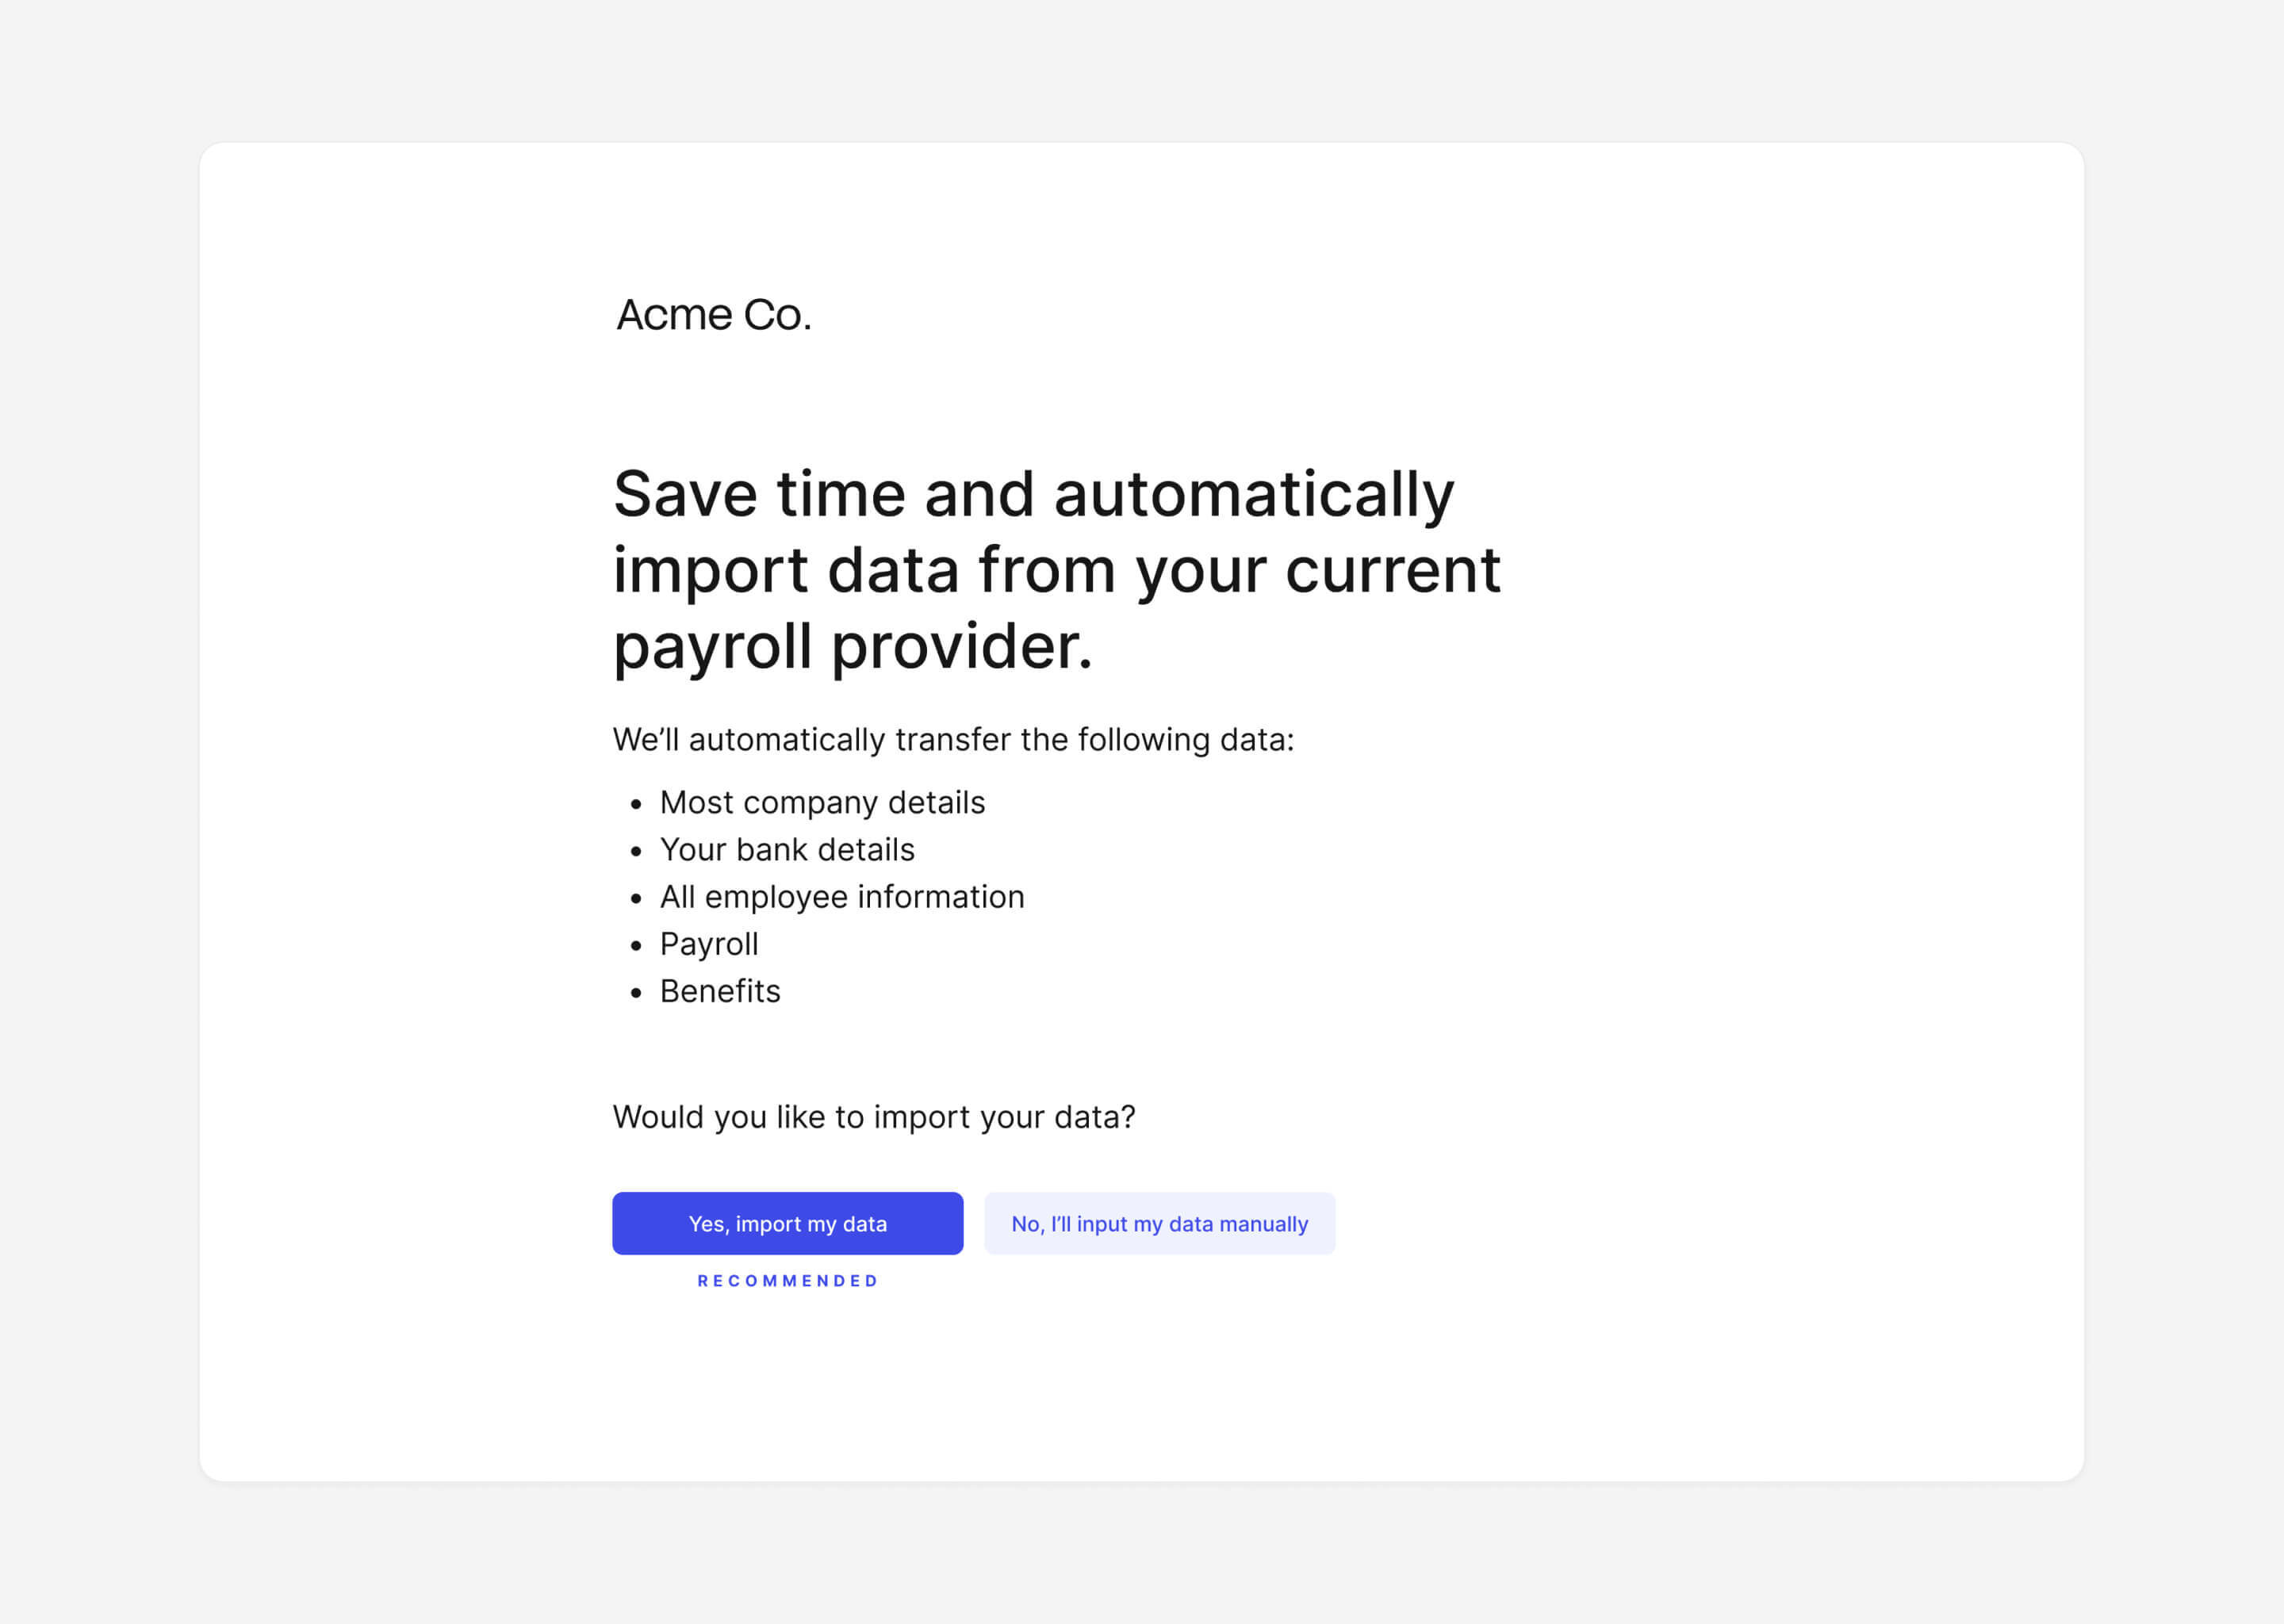 Acme Co.
Save time and automatically
import data from your current
payroll provider.
We’ll automatically transfer the following data:
• Most company details
• Your bank details
• All employee information
• Payroll
• Benefits
Would you like to import your data?
Yes, import my data
No, I’ll input my data manually
RECOMMENDED